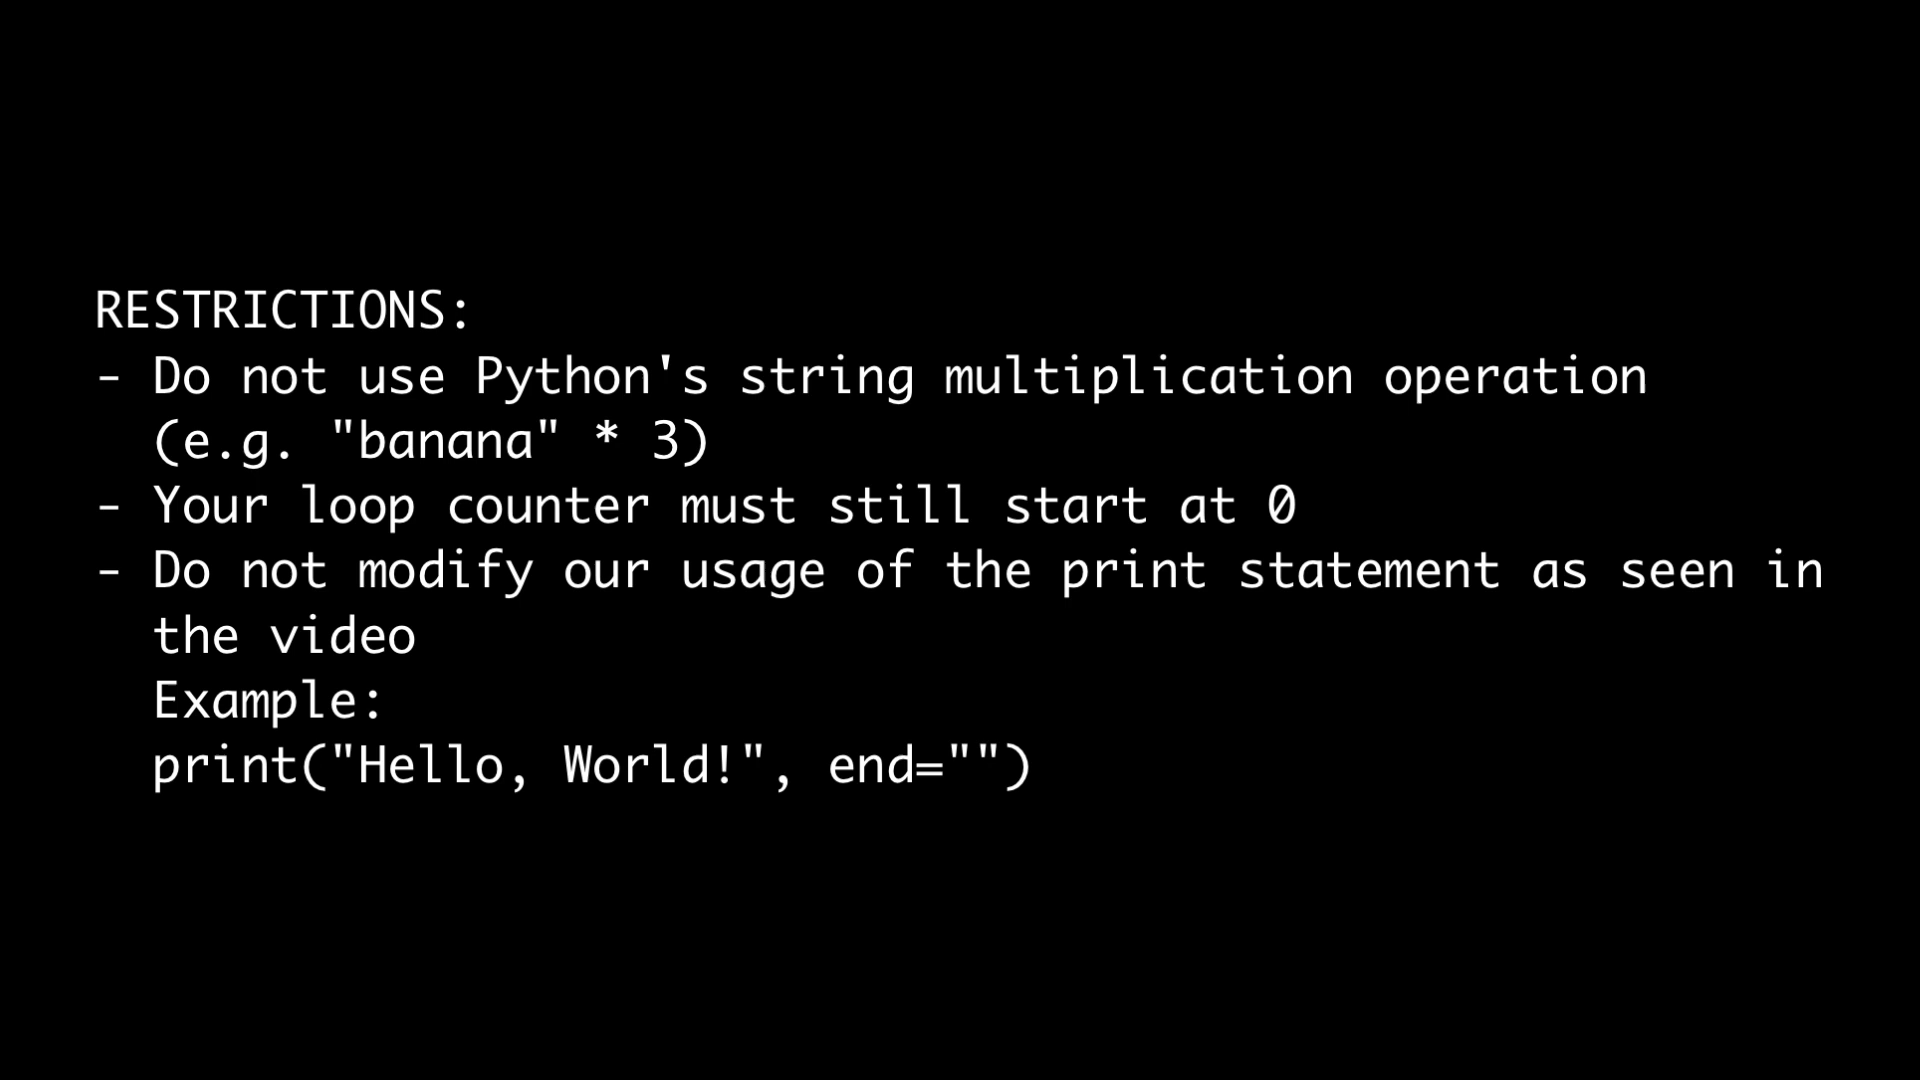 RESTRICTIONS:
- Do not use Python's string multiplication operation
(e.g. "banana" * 3)
- Your loop counter must still start at 0
- Do not modify our usage of the print statement as seen in
the video
Example:
print("Hello, World!", end="")